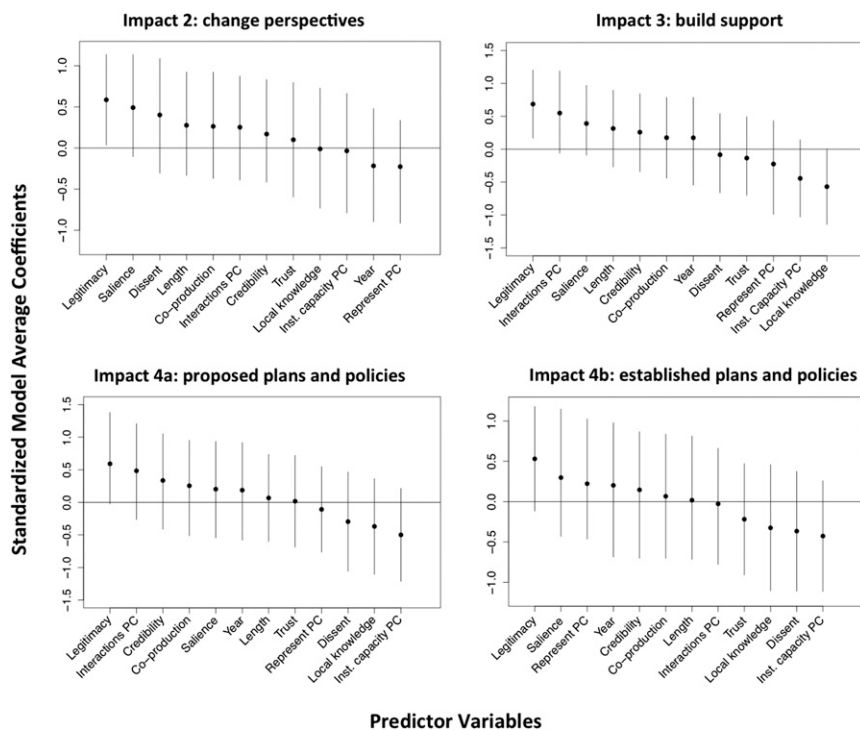 Impact 2: change perspectives
1.0
0.5
0.0
−0.5
−1.0
Legitimacy
Salience
Dissent
Length
Co−production
Interactions PC
Credibility
Trust
Local knowledge
Inst. capacity PC
Year
Represent PC
Impact 3: build support
1.5
1.0
0.5
0.0
−0.5
−1.0
−1.5
Legitimacy
Interactions PC
Salience
Length
Credibility
Co−production
Year
Dissent
Trust
Represent PC
Inst. Capacity PC
Local knowledge
Standardized Model Average Coefficients
Impact 4a: proposed plans and policies
1.5
1.0
0.5
0.0
−0.5
−1.0
−1.5
Legitimacy
Interactions PC
Credibility
Co−production
Salience
Year
Length
Trust
Represent PC
Dissent
Local knowledge
Inst. capacity PC
Impact 4b: established plans and policies
1.0
0.5
0.0
−0.5
−1.0
Legitimacy
Salience
Represent PC
Year
Credibility
Co−production
Length
Interactions PC
Trust
Local knowledge
Dissent
Inst. capacity PC
Predictor Variables